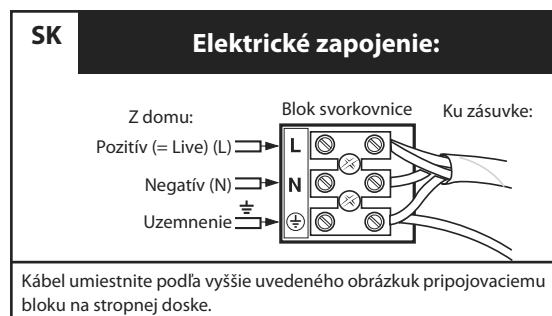 SK
Elektrické zapojenie:
Z domu:
Blok svorkovnice
Ku zásuvke:
Pozitív (= Live) (L)
L
Negatív (N)
N
Uzemnenie
Kábel umiestnite podľa vyššie uvedeného obrázkuk pripojovaciemu
bloku na stropnej doske.